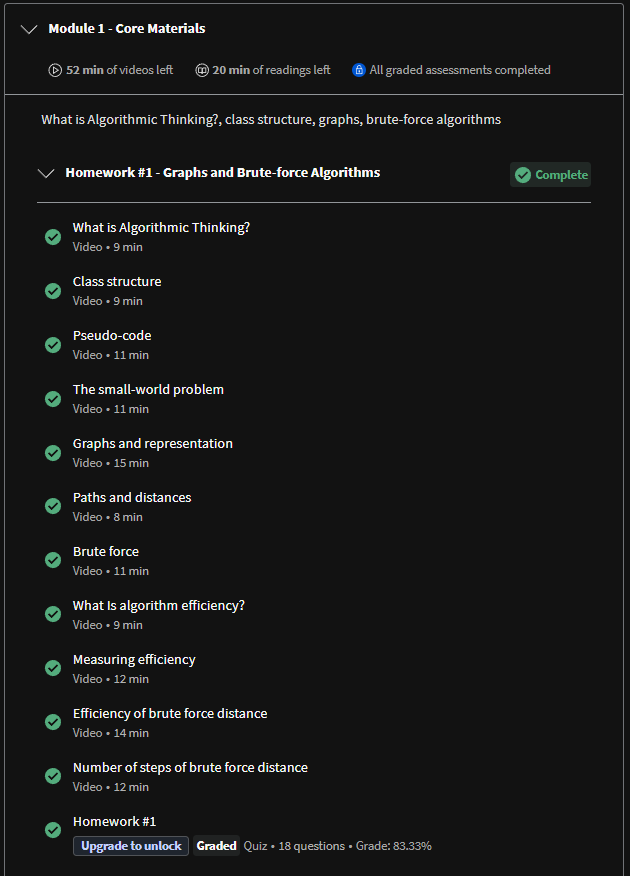 Module 1 - Core Materials
52 min of videos left 20 min of readings left All graded assessments completed
What is Algorithmic Thinking?, class structure, graphs, brute-force algorithms
Homework #1 - Graphs and Brute-force Algorithms Complete
What is Algorithmic Thinking?
Video • 9 min
Class structure
Video • 9 min
Pseudo-code
Video • 11 min
The small-world problem
Video • 11 min
Graphs and representation
Video • 15 min
Paths and distances
Video • 8 min
Brute force
Video • 11 min
What Is algorithm efficiency?
Video • 9 min
Measuring efficiency
Video • 12 min
Efficiency of brute force distance
Video • 14 min
Number of steps of brute force distance
Video • 12 min
Homework #1
Upgrade to unlock Graded Quiz • 18 questions • Grade: 83.33%